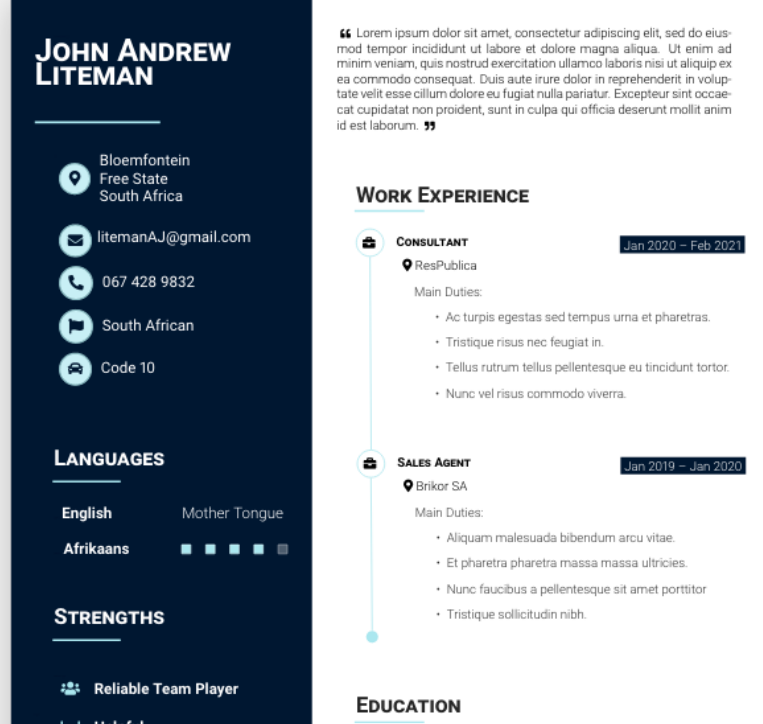 JOHN ANDREW
LITEMAN
Bloemfontein
Free State
South Africa
litemanAJ@gmail.com
067 428 9832
South African
Code 10
LANGUAGES
English Mother Tongue
Afrikaans
STRENGTHS
Reliable Team Player
❝ Lorem ipsum dolor sit amet, consectetur adipiscing elit, sed do eius-
mod tempor incididunt ut labore et dolore magna aliqua. Ut enim ad
minim veniam, quis nostrud exercitation ullamco laboris nisi ut aliquip ex
ea commodo consequat. Duis aute irure dolor in reprehenderit in volup-
tate velit esse cillum dolore eu fugiat nulla pariatur. Excepteur sint occae-
cat cupidatat non proident, sunt in culpa qui officia deserunt mollit anim
id est laborum. ❞
WORK EXPERIENCE
CONSULTANT Jan 2020 – Feb 2021
ResPublica
Main Duties:
• Ac turpis egestas sed tempus urna et pharetras.
• Tristique risus nec feugiat in.
• Tellus rutrum tellus pellentesque eu tincidunt tortor.
• Nunc vel risus commodo viverra.
SALES AGENT Jan 2019 – Jan 2020
Brikor SA
Main Duties:
• Aliquam malesuada bibendum arcu vitae.
• Et pharetra pharetra massa massa ultricies.
• Nunc faucibus a pellentesque sit amet porttitor
• Tristique sollicitudin nibh.
EDUCATION